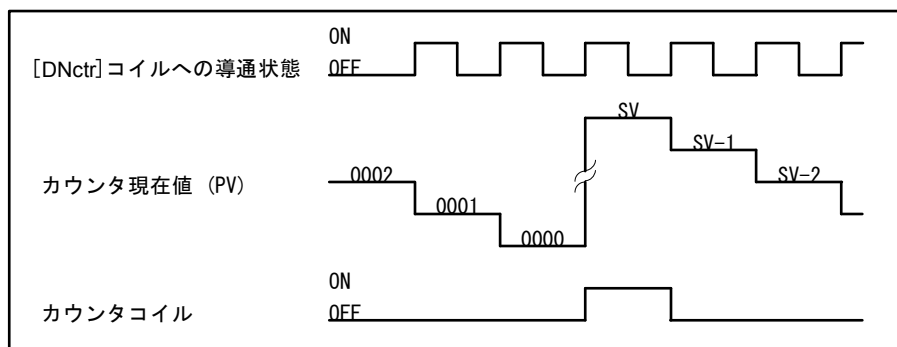 ON
[DNctr]コイルへの導通状態
OFF
SV
SV-1
カウンタ現在値 (PV)
0002
SV-2
0001
0000
ON
カウンタコイル
OFF